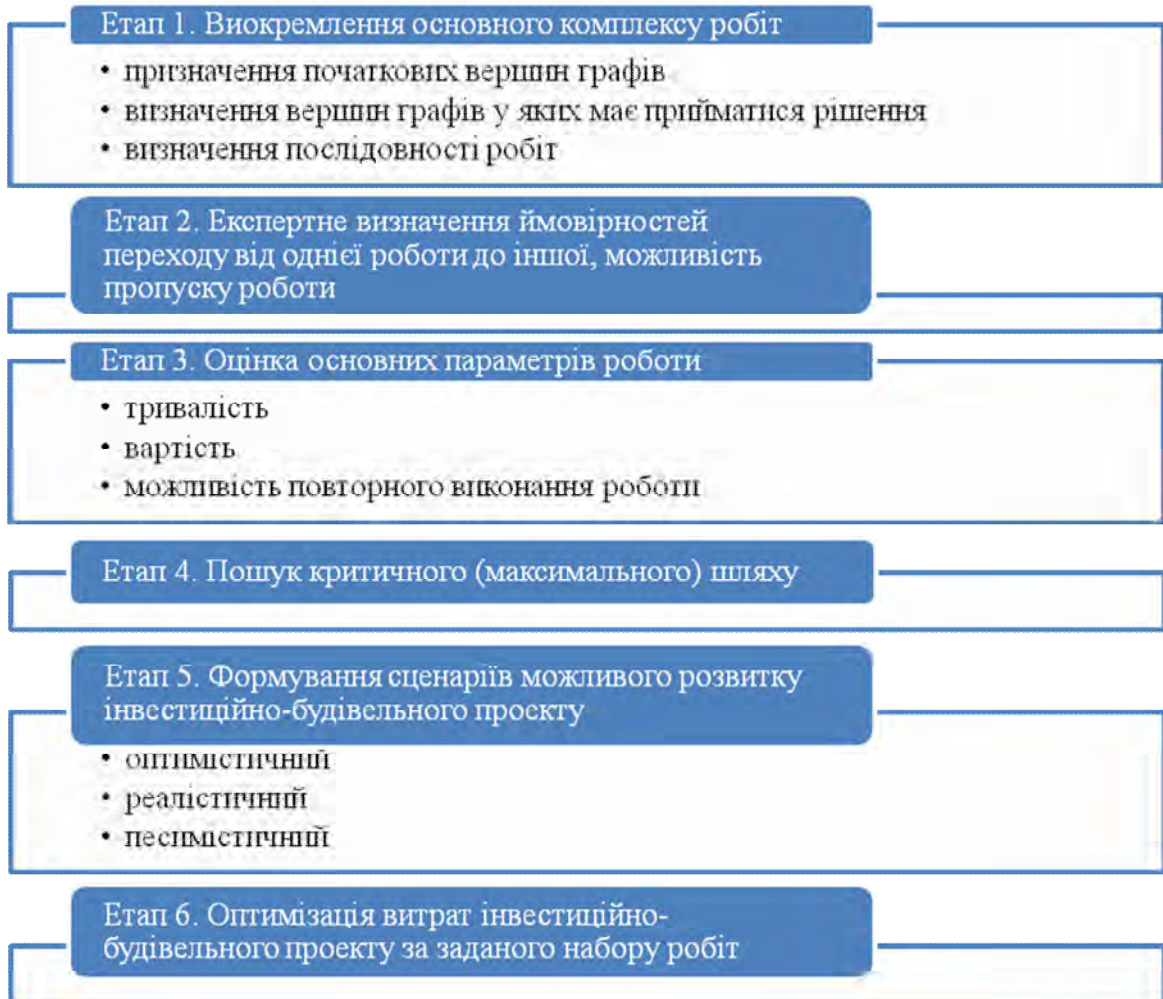 Етап 1. Виокремлення основного комплексу робіт
• призначення початкових вершин графів
• визначення вершин графів у яких має прийматися рішення
• визначення послідовності робіт
Етап 2. Експертне визначення ймовірностей
переходу від однієї роботи до іншої, можливість
пропуску роботи
Етап 3. Оцінка основних параметрів роботи
• тривалість
• вартість
• можливість повторного виконання роботи
Етап 4. Пошук критичного (максимального) шляху
Етап 5. Формування сценаріїв можливого розвитку
інвестиційно-будівельного проекту
• оптимістичний
• реалістичний
• песимістичний
Етап 6. Оптимізація витрат інвестиційно-
будівельного проекту за заданого набору робіт